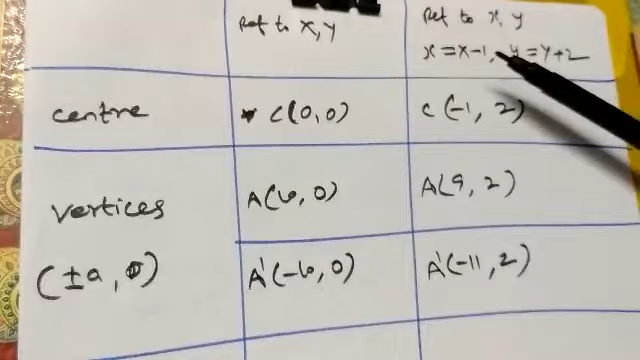 Ref to X, Y
Ref to x, y
x = X-1, y = Y+2
centre
C(0,0)
C(-1, 2)
vertices
(±a, 0)
A(10, 0)
A(9, 2)
A'(-10, 0)
A'(-11, 2)